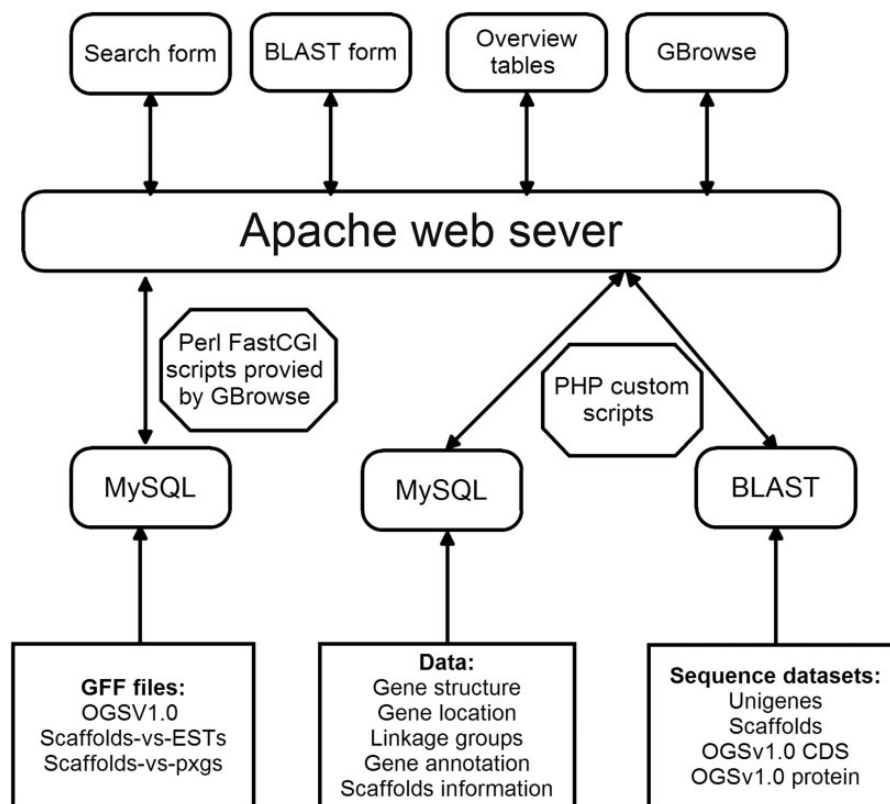 Search form
BLAST form
Overview
tables
GBrowse
Apache web sever
Perl FastCGI
scripts provied
by GBrowse
PHP custom
scripts
MySQL
MySQL
BLAST
GFF files:
OGSV1.0
Scaffolds-vs-ESTs
Scaffolds-vs-pxgs
Data:
Gene structure
Gene location
Linkage groups
Gene annotation
Scaffolds information
Sequence datasets:
Unigenes
Scaffolds
OGSv1.0 CDS
OGSv1.0 protein